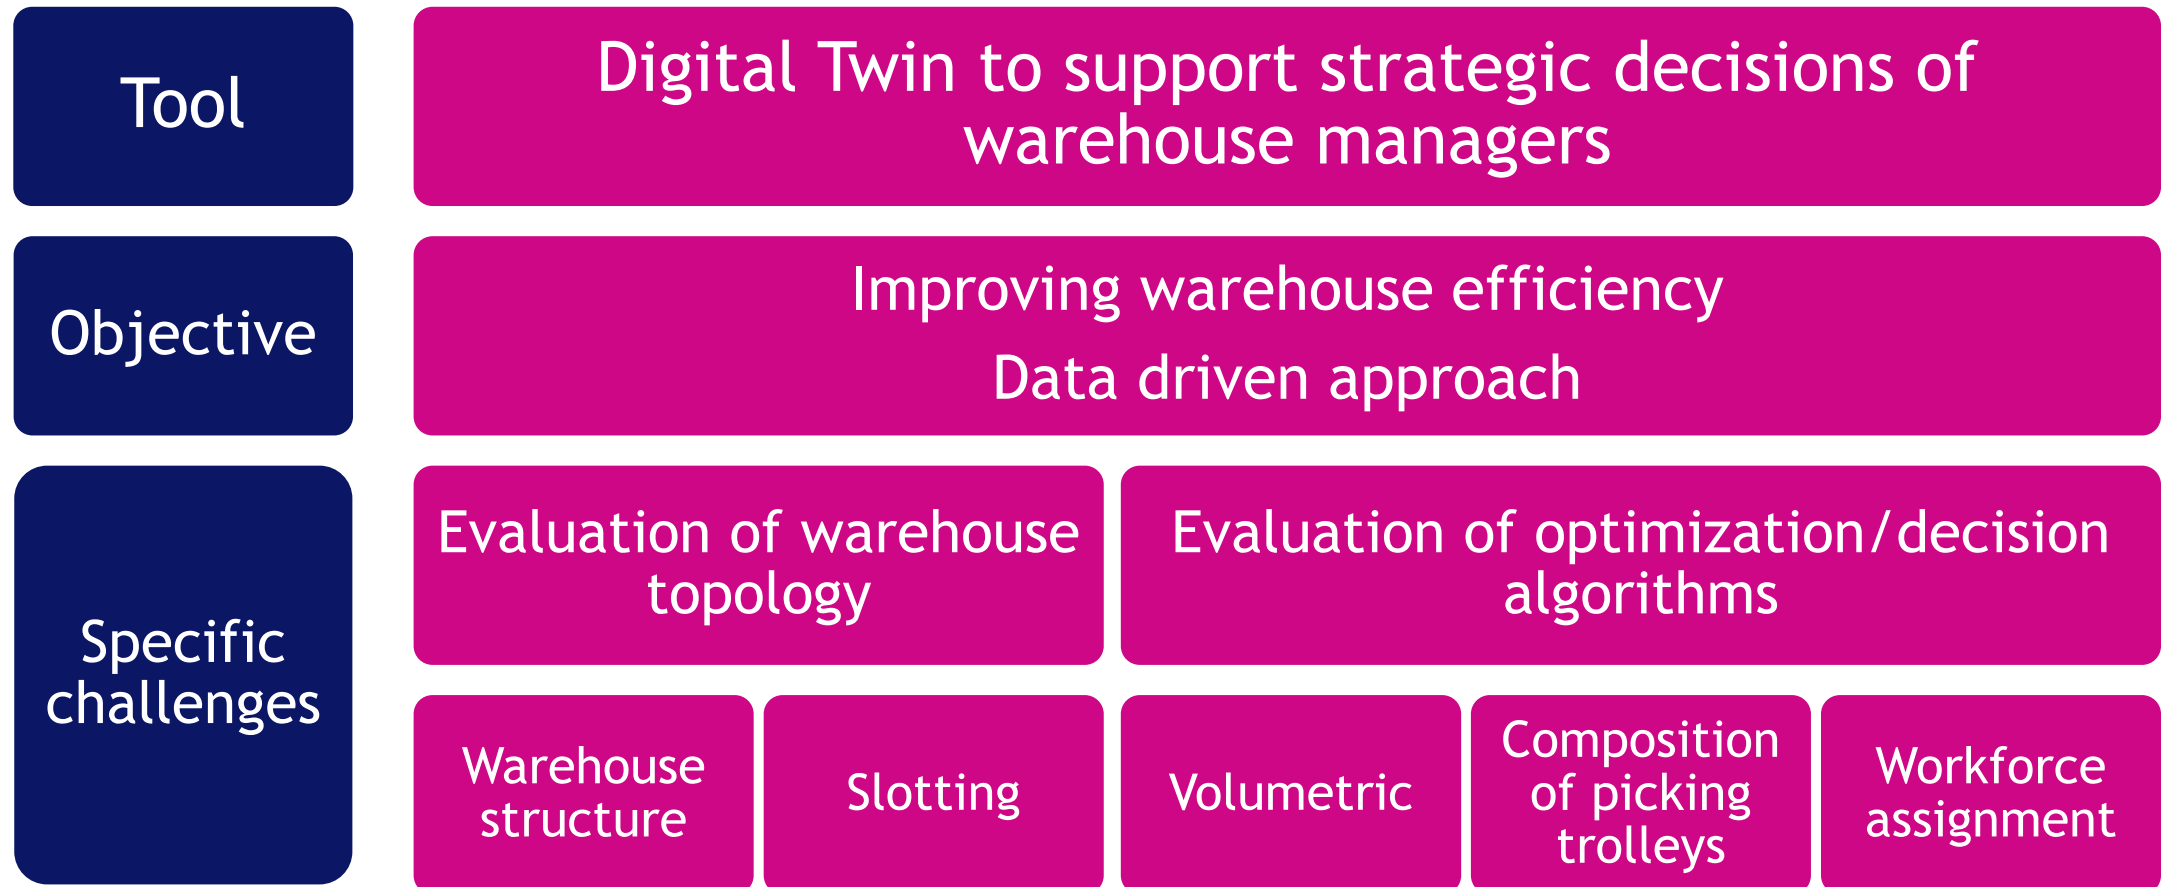 Tool
Digital Twin to support strategic decisions of
warehouse managers
Objective
Improving warehouse efficiency
Data driven approach
Specific
challenges
Evaluation of warehouse
topology
Evaluation of optimization/decision
algorithms
Warehouse
structure
Slotting
Volumetric
Composition
of picking
trolleys
Workforce
assignment